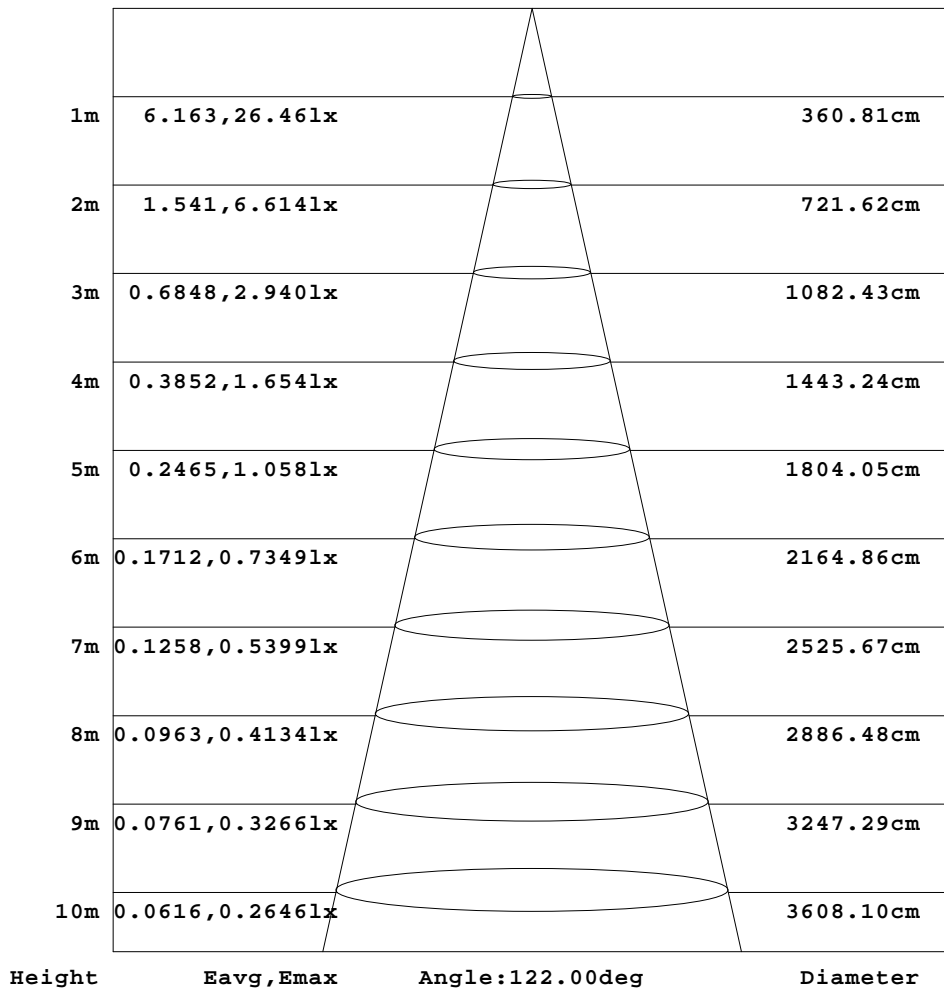 1m 6.163,26.46lx 360.81cm
2m 1.541,6.614lx 721.62cm
3m 0.6848,2.940lx 1082.43cm
4m 0.3852,1.654lx 1443.24cm
5m 0.2465,1.058lx 1804.05cm
6m 0.1712,0.7349lx 2164.86cm
7m 0.1258,0.5399lx 2525.67cm
8m 0.0963,0.4134lx 2886.48cm
9m 0.0761,0.3266lx 3247.29cm
10m 0.0616,0.2646lx 3608.10cm
Height Eavg,Emax Angle:122.00deg Diameter